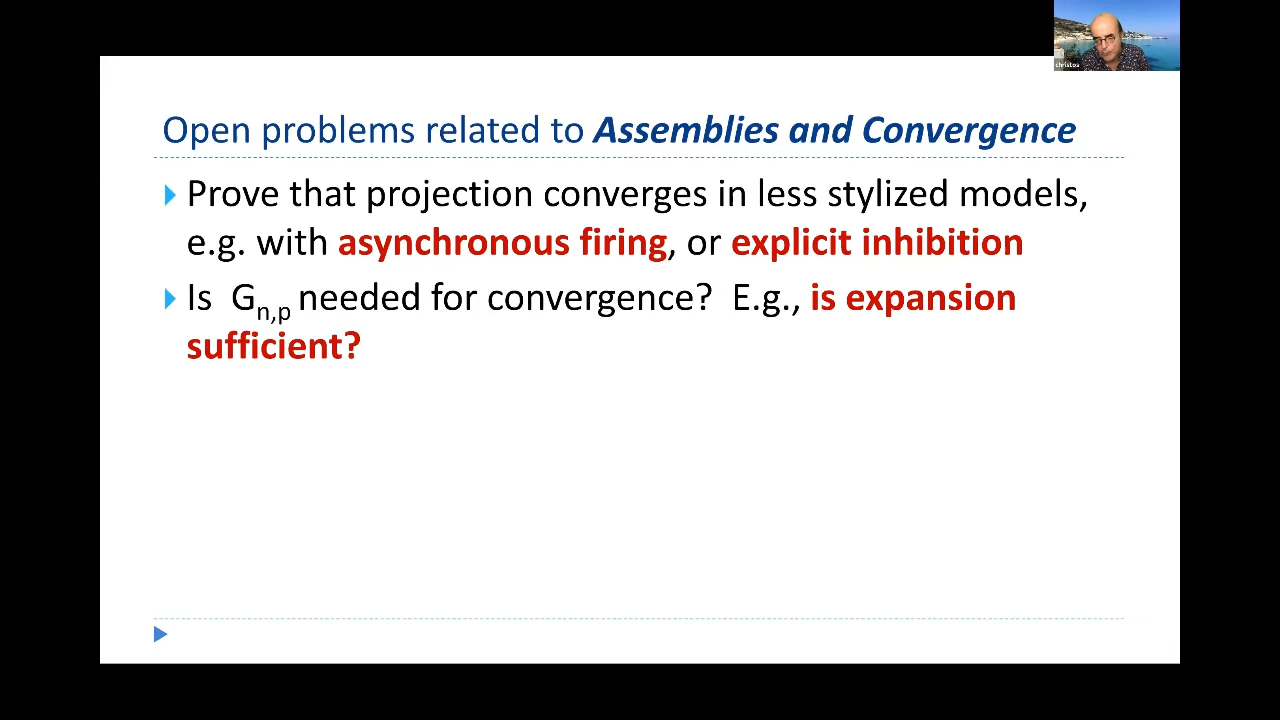 christos
Open problems related to Assemblies and Convergence
Prove that projection converges in less stylized models,
e.g. with asynchronous firing, or explicit inhibition
Is Gn,p needed for convergence? E.g., is expansion
sufficient?